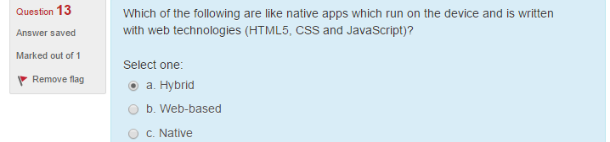 Question 13
Answer saved
Marked out of 1
Remove flag
Which of the following are like native apps which run on the device and is written
with web technologies (HTML5, CSS and JavaScript)?
Select one:
a. Hybrid
b. Web-based
c. Native